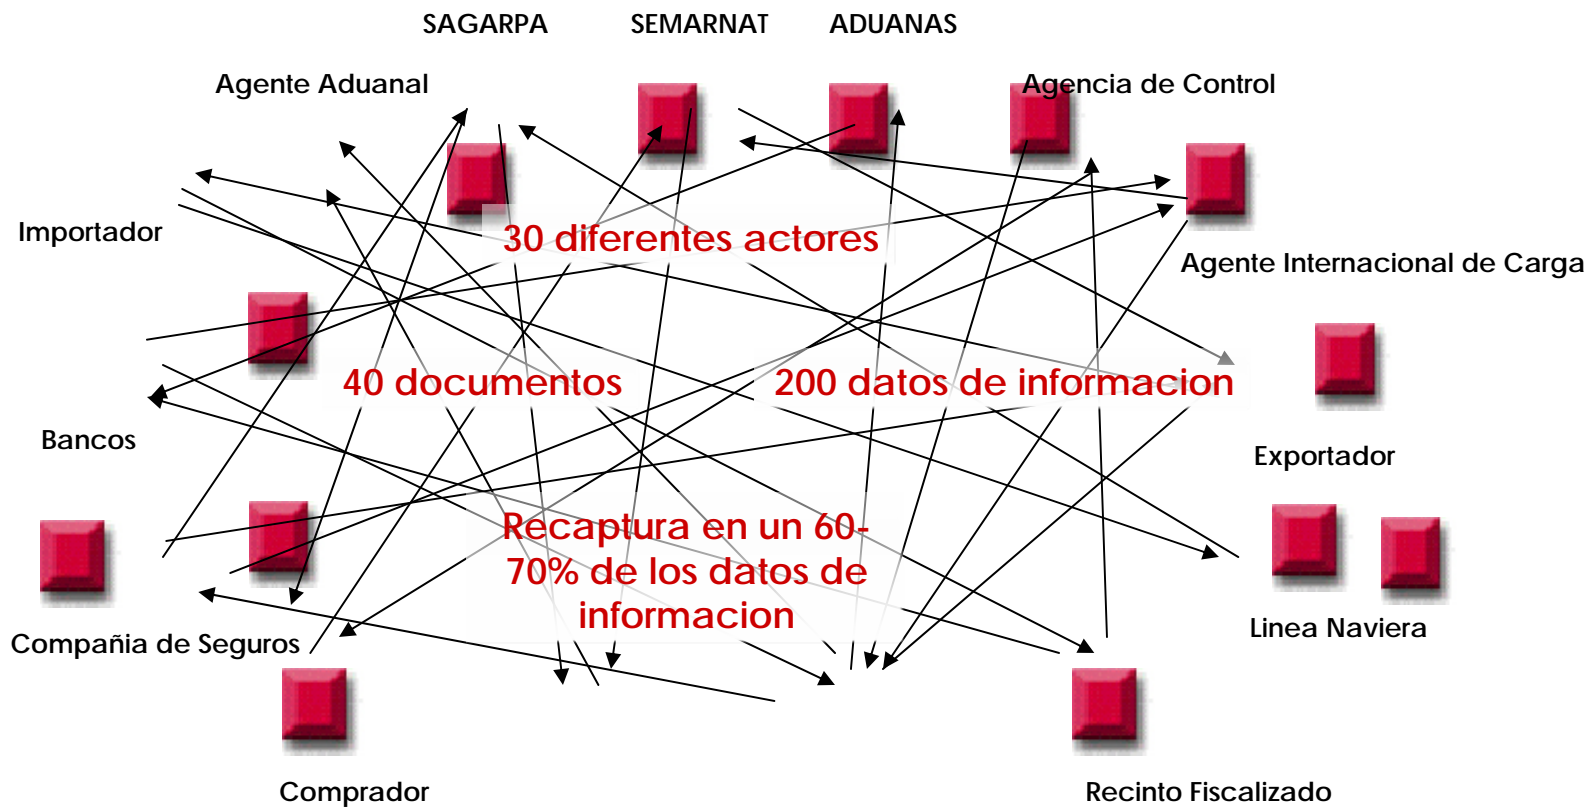 SAGARPA
SEMARNAT
ADUANAS
Agente Aduanal
Agencia de Control
Importador
30 diferentes actores
Agente Internacional de Carga
40 documentos
200 datos de informacion
Bancos
Exportador
Recaptura en un 60-
70% de los datos de
informacion
Compañia de Seguros
Linea Naviera
Comprador
Recinto Fiscalizado